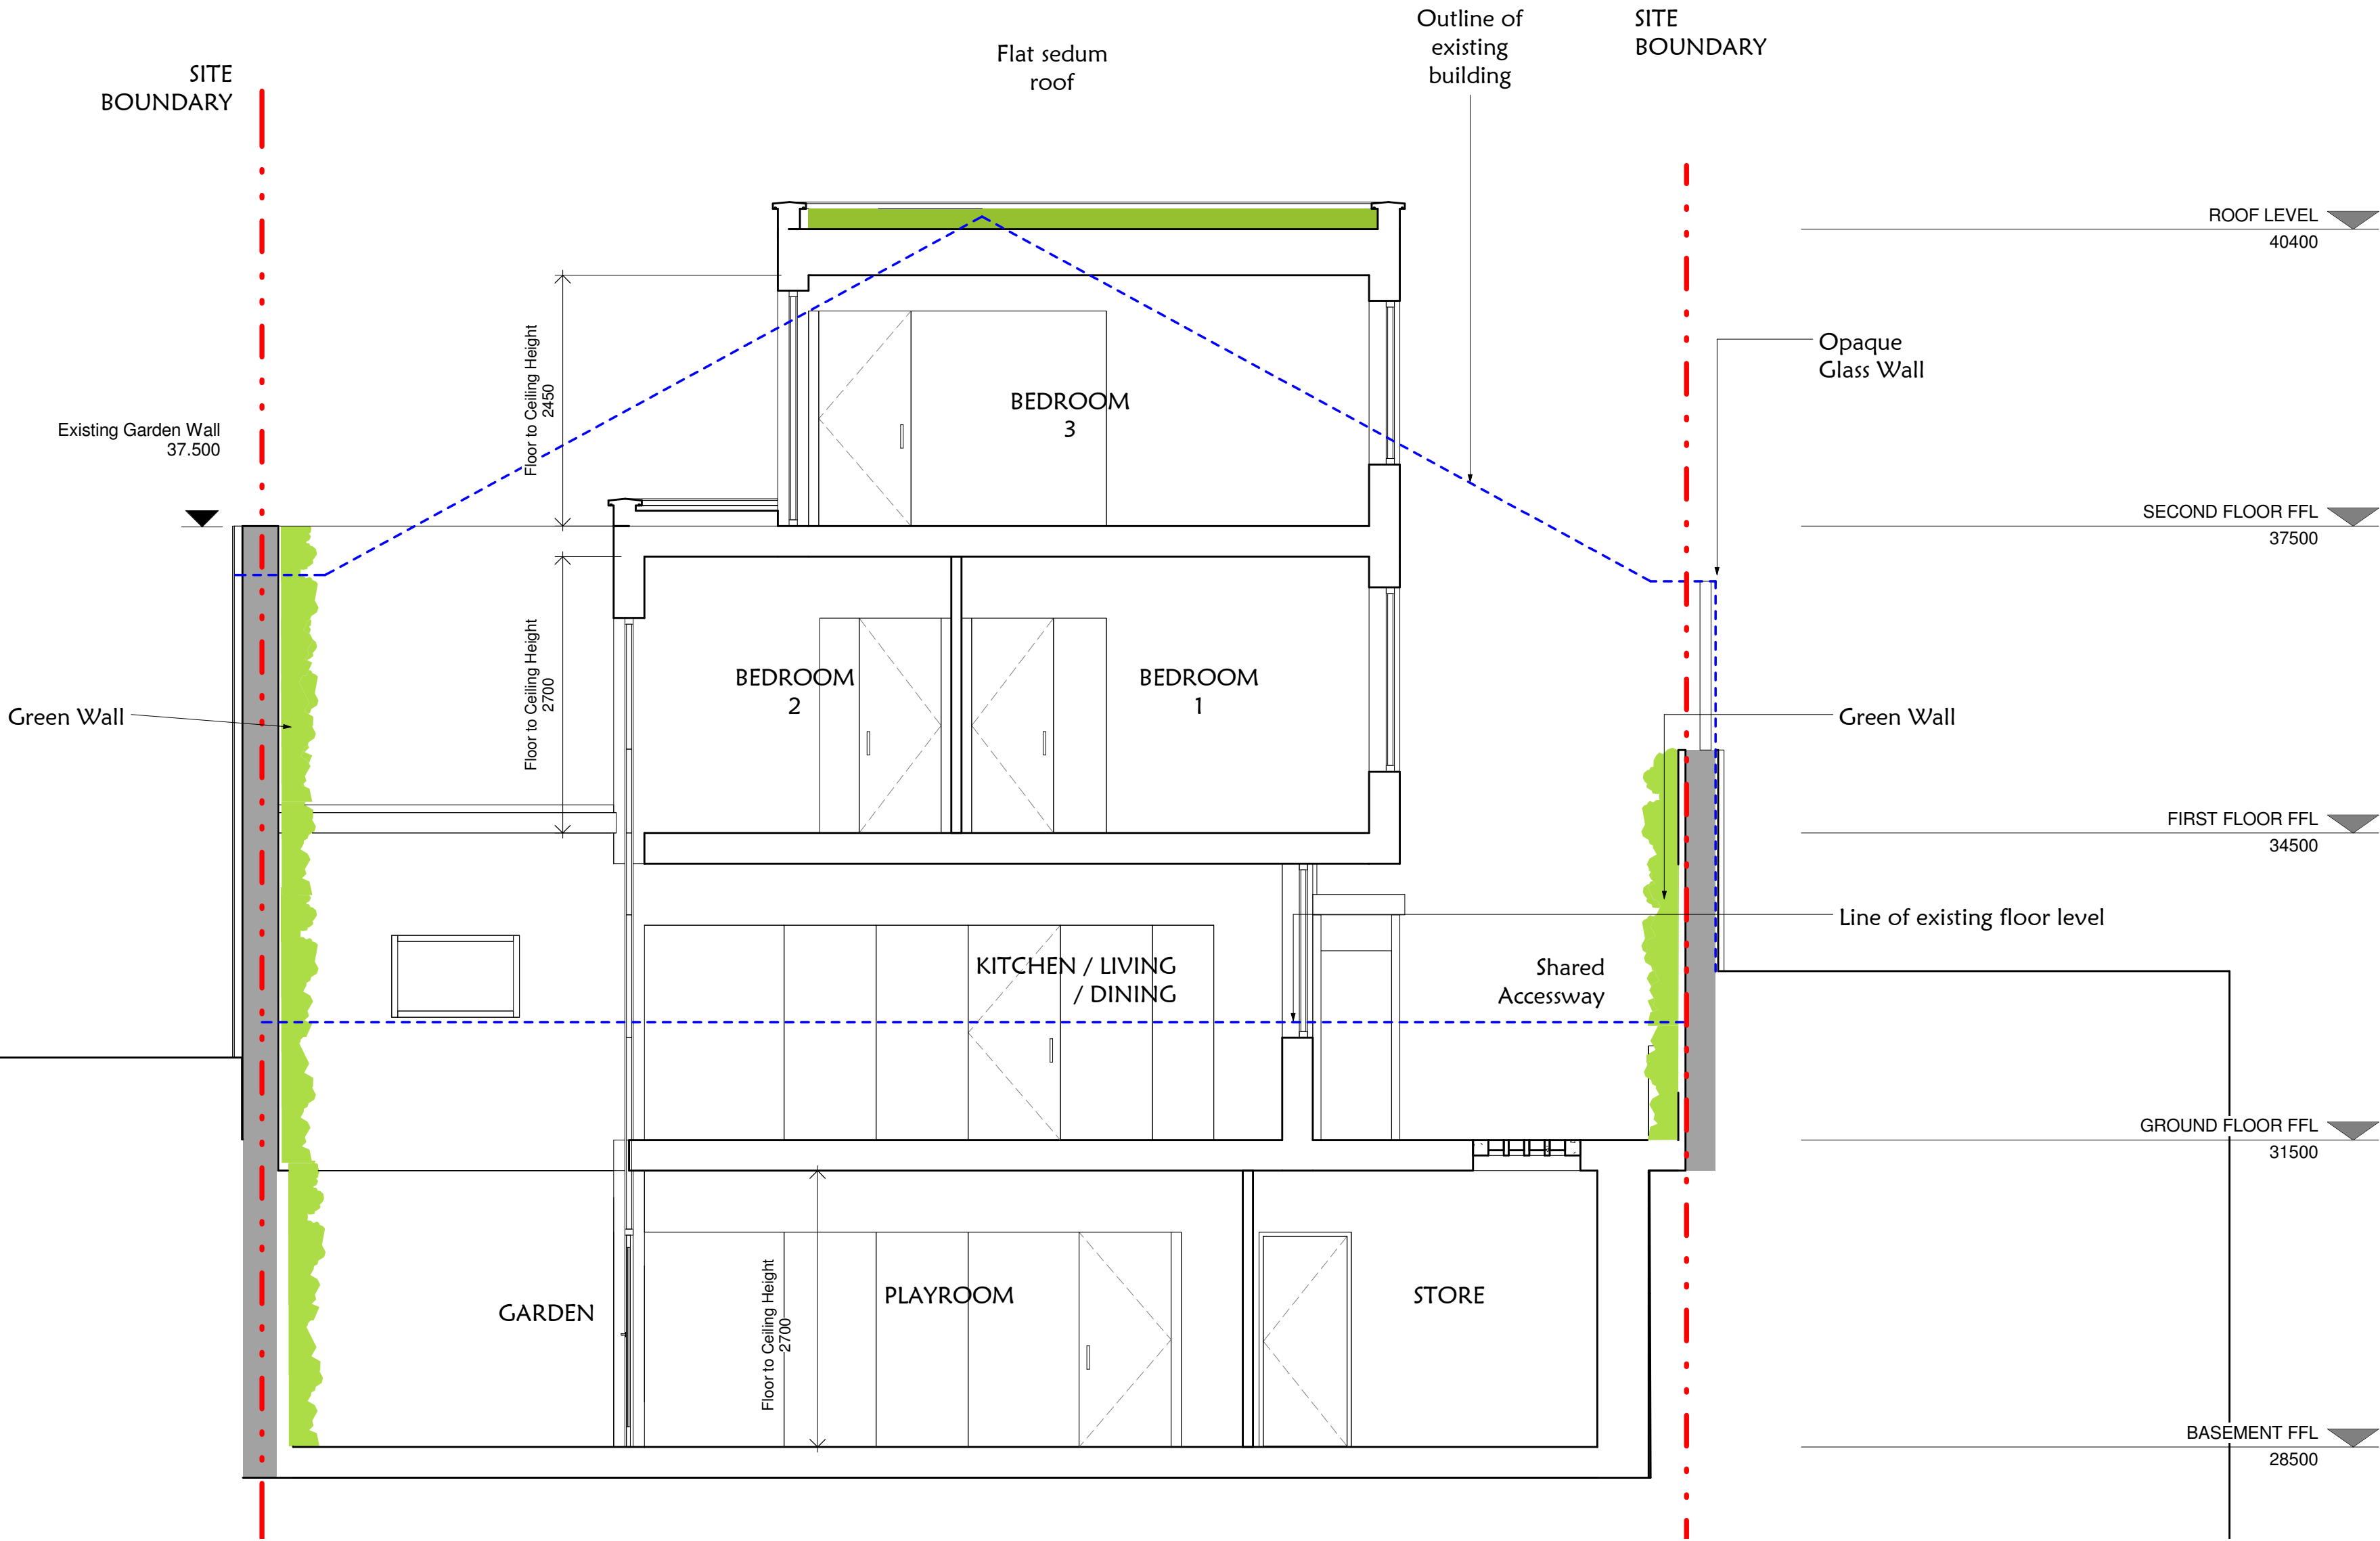 Outline of
existing
building
SITE
BOUNDARY
Flat sedum
roof
SITE
BOUNDARY
ROOF LEVEL
40400
Opaque
Glass Wall
Floor to Ceiling Height
2450
BEDROOM
3
Existing Garden Wall
37.500
SECOND FLOOR FFL
37500
Floor to Ceiling Height
2700
BEDROOM
2
BEDROOM
1
Green Wall
Green Wall
FIRST FLOOR FFL
34500
Line of existing floor level
KITCHEN / LIVING
/ DINING
Shared
Accessway
GROUND FLOOR FFL
31500
GARDEN
Floor to Ceiling Height
2700
PLAYROOM
STORE
BASEMENT FFL
28500